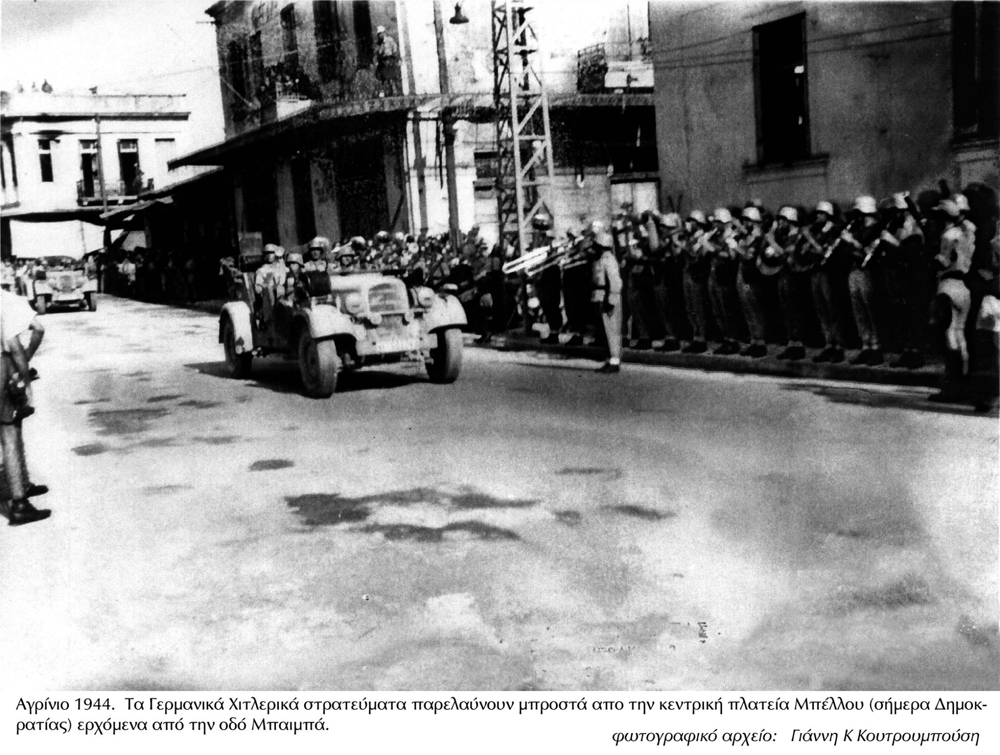 Αγρίνιο 1944. Τα Γερμανικά Χιτλερικά στρατεύματα παρελαύνουν μπροστά απο την κεντρική πλατεία Μπέλλου (σήμερα Δημοκ-
ρατίας) ερχόμενα από την οδό Μπαιμπά.
φωτογραφικό αρχείο: Γιάννη Κ Κουτρουμπούση